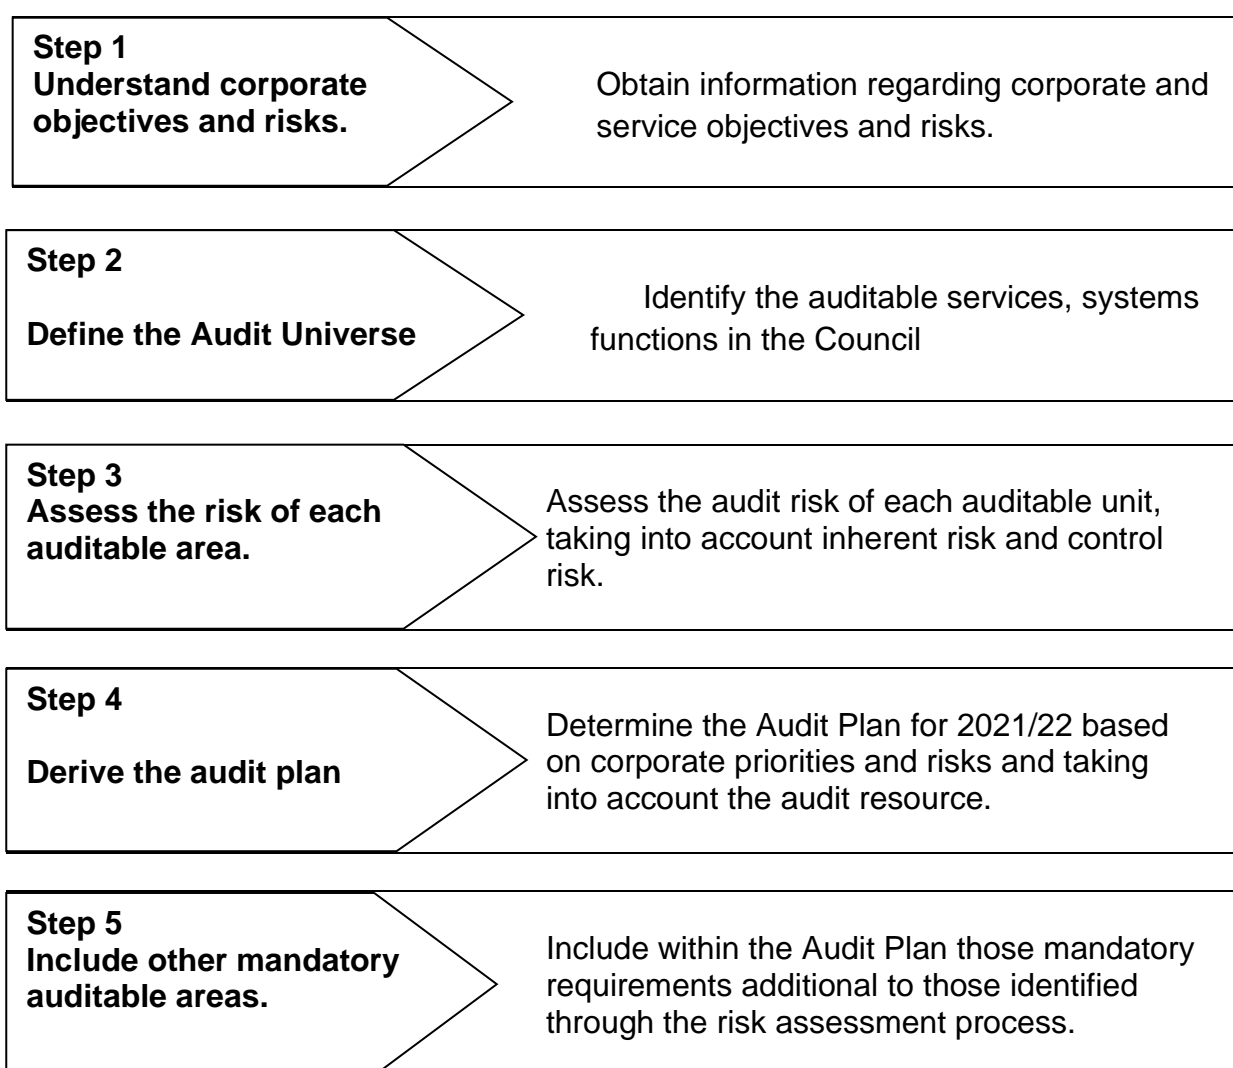 Step 1
Understand corporate
objectives and risks.
Obtain information regarding corporate and
service objectives and risks.
Step 2
Define the Audit Universe
Identify the auditable services, systems
functions in the Council
Step 3
Assess the risk of each
auditable area.
Assess the audit risk of each auditable unit,
taking into account inherent risk and control
risk.
Step 4
Derive the audit plan
Determine the Audit Plan for 2021/22 based
on corporate priorities and risks and taking
into account the audit resource.
Step 5
Include other mandatory
auditable areas.
Include within the Audit Plan those mandatory
requirements additional to those identified
through the risk assessment process.